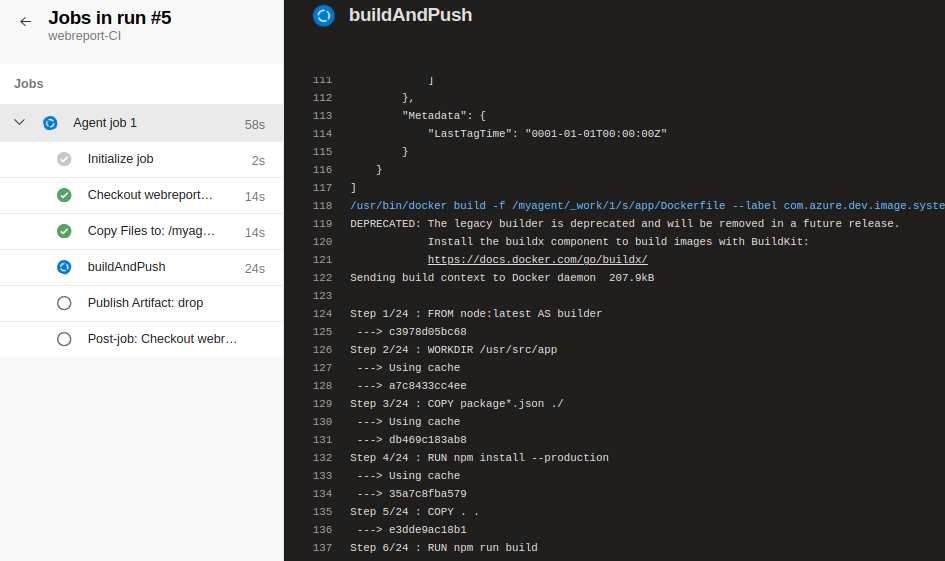 Jobs in run #5
webreport-CI
Jobs
Agent job 1 58s
Initialize job 2s
Checkout webreport… 14s
Copy Files to: /myag… 14s
buildAndPush 24s
Publish Artifact: drop
Post-job: Checkout webr…
buildAndPush
111 ]
112 },
113 "Metadata": {
114 "LastTagTime": "0001-01-01T00:00:00Z"
115 }
116 }
117 ]
118 /usr/bin/docker build -f /myagent/_work/1/s/app/Dockerfile --label com.azure.dev.image.syste
119 DEPRECATED: The legacy builder is deprecated and will be removed in a future release.
120 Install the buildx component to build images with BuildKit:
121 https://docs.docker.com/go/buildx/
122 Sending build context to Docker daemon  207.9kB
123
124 Step 1/24 : FROM node:latest AS builder
125 ---> c3978d05bc68
126 Step 2/24 : WORKDIR /usr/src/app
127 ---> Using cache
128 ---> a7c8433cc4ee
129 Step 3/24 : COPY package*.json ./
130 ---> Using cache
131 ---> db469c183ab8
132 Step 4/24 : RUN npm install --production
133 ---> Using cache
134 ---> 35a7c8fba579
135 Step 5/24 : COPY . .
136 ---> e3dde9ac18b1
137 Step 6/24 : RUN npm run build